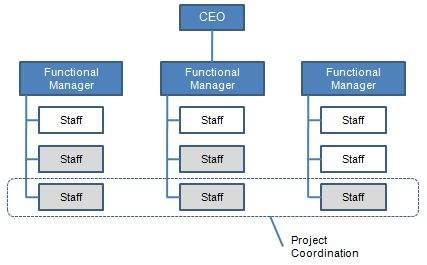 CEO
Functional
Manager
Functional
Manager
Functional
Manager
Staff
Staff
Staff
Staff
Staff
Staff
Staff
Staff
Staff
Project
Coordination